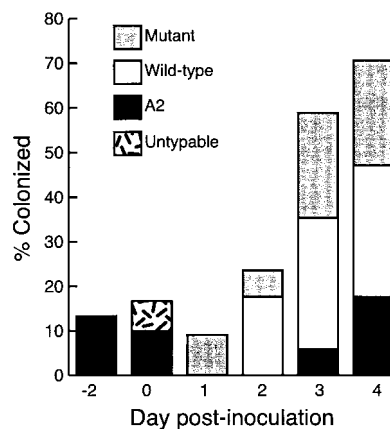 80
70
60
50
40
30
20
10
0
% Colonized
Mutant
Wild-type
A2
Untypable
-2 0 1 2 3 4
Day post-inoculation